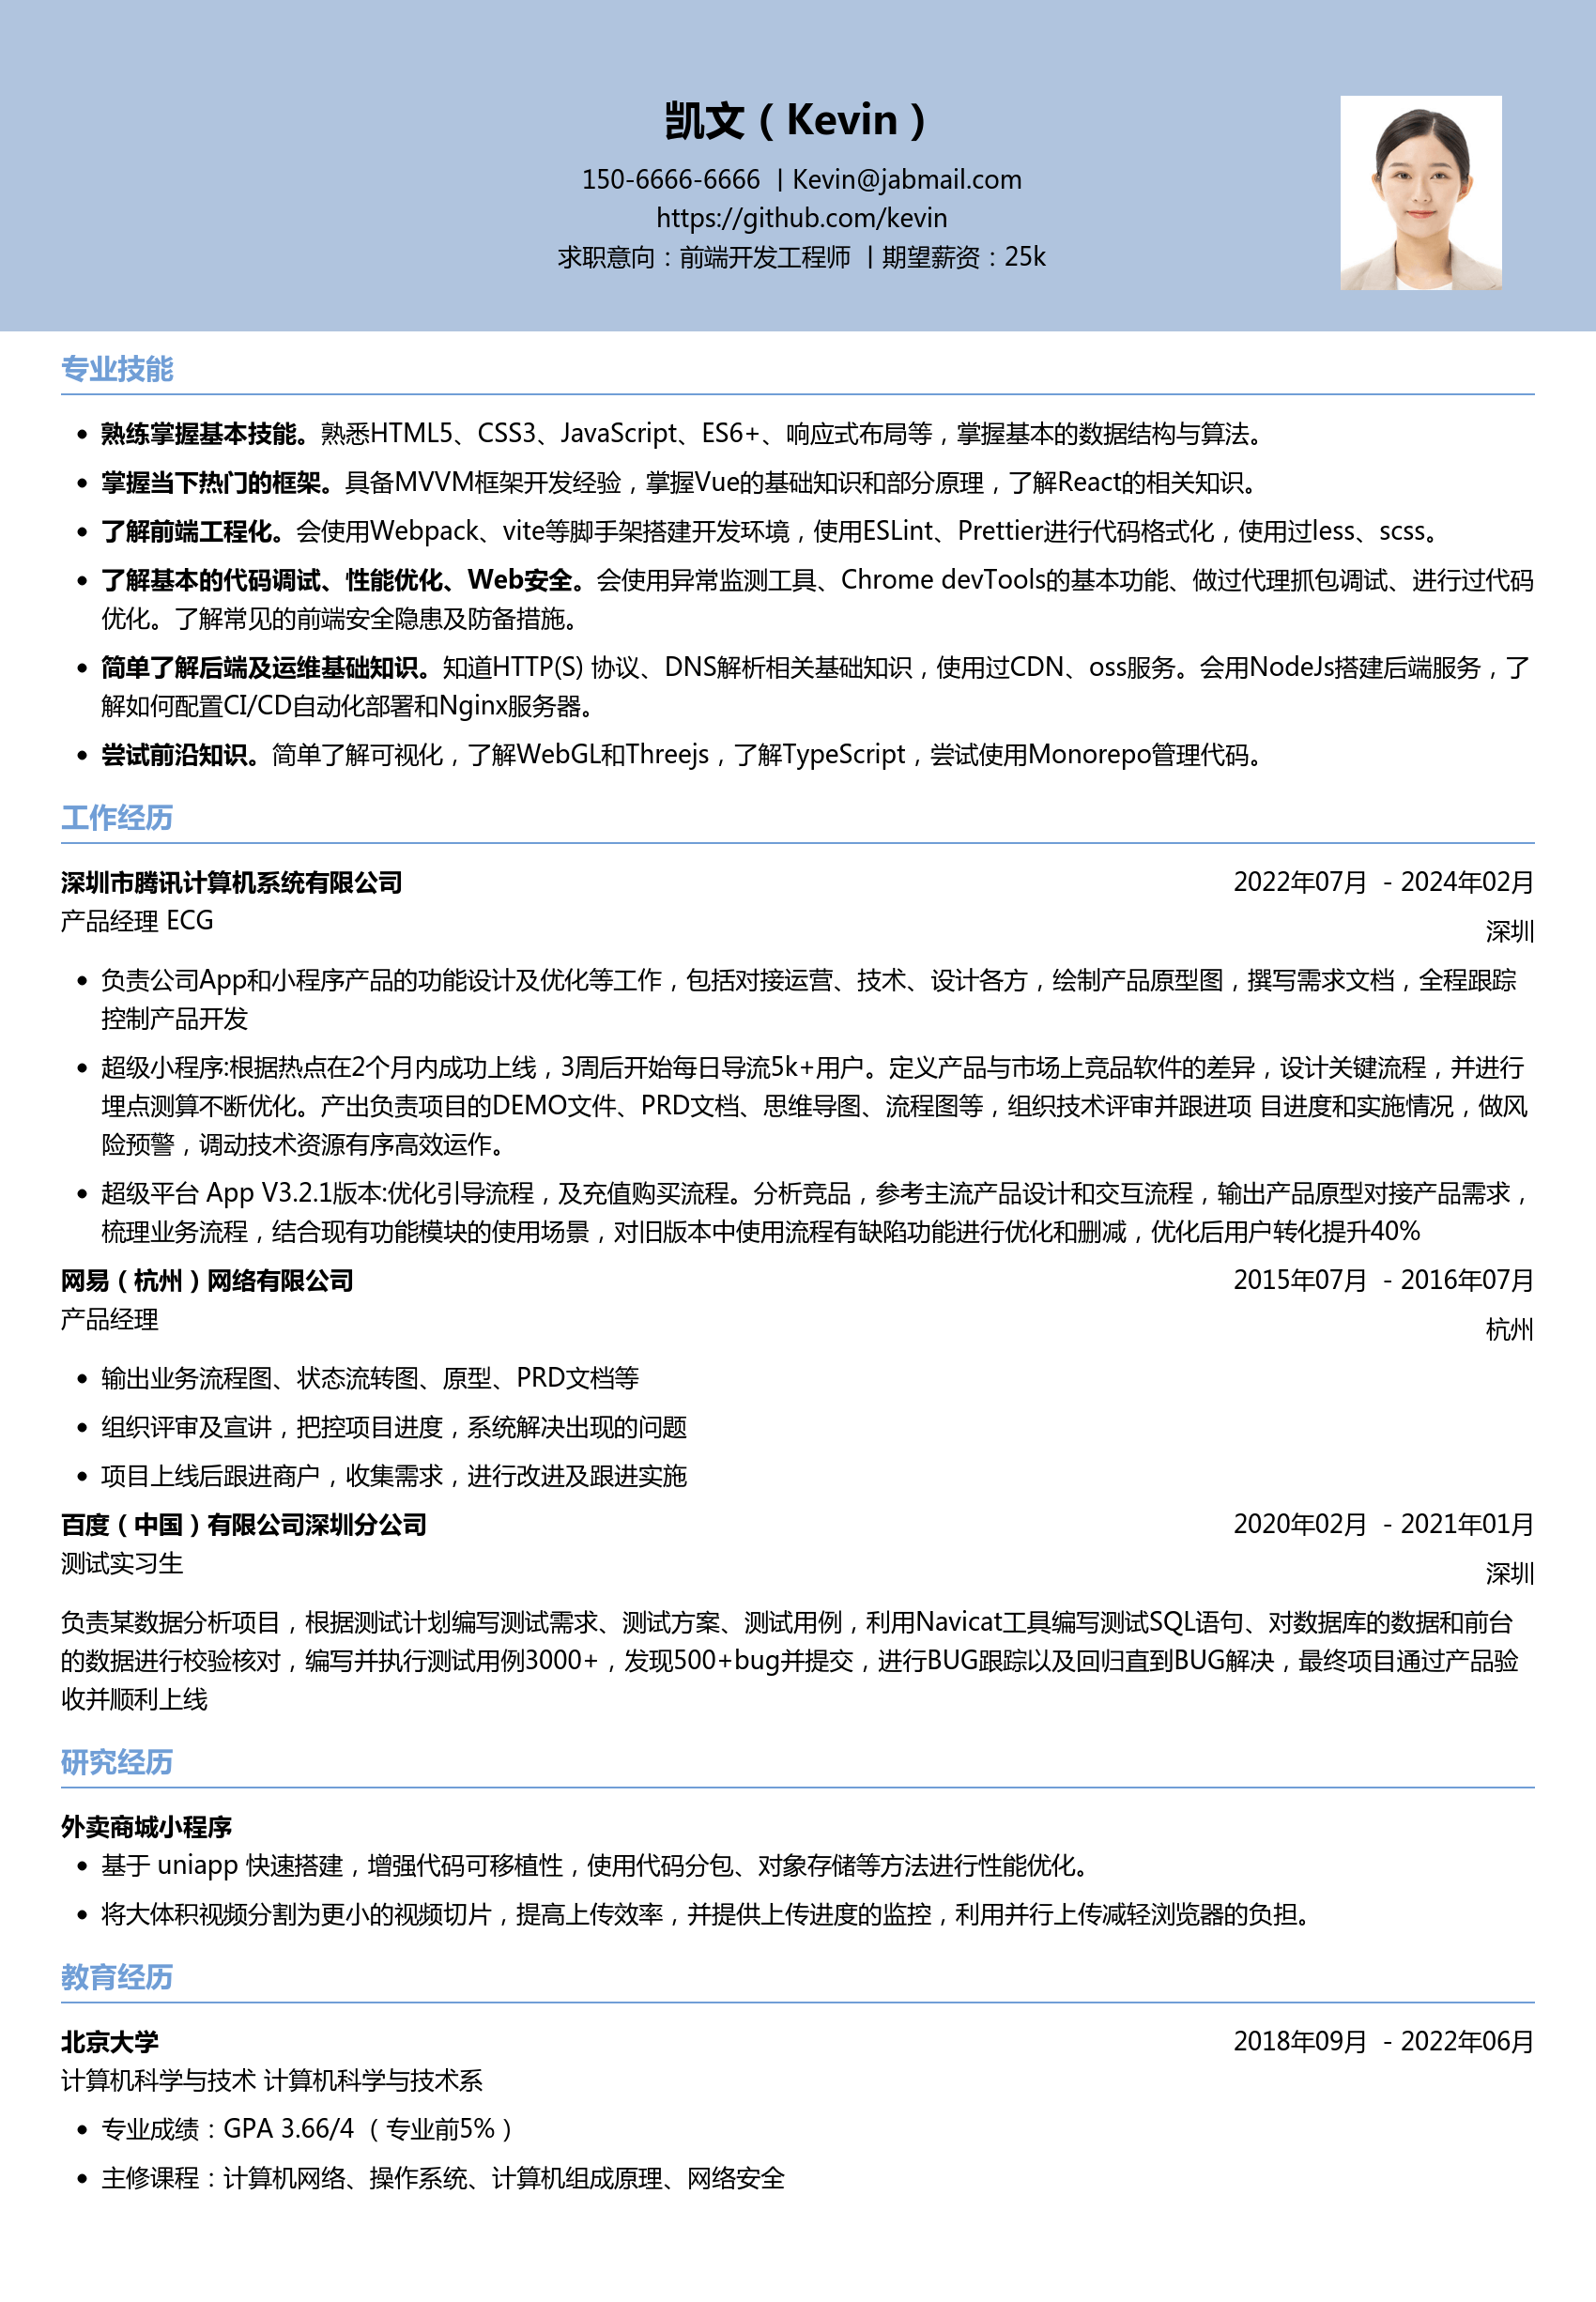 凯文（Kevin）
150-6666-6666 | Kevin@jabmail.com
https://github.com/kevin
求职意向：前端开发工程师 | 期望薪资：25k
专业技能
• 熟练掌握基本技能。熟悉HTML5、CSS3、JavaScript、ES6+、响应式布局等，掌握基本的数据结构与算法。
• 掌握当下热门的框架。具备MVVM框架开发经验，掌握Vue的基础知识和部分原理，了解React的相关知识。
• 了解前端工程化。会使用Webpack、vite等脚手架搭建开发环境，使用ESLint、Prettier进行代码格式化，使用过less、scss。
• 了解基本的代码调试、性能优化、Web安全。会使用异常监测工具、Chrome devTools的基本功能、做过代理抓包调试、进行过代码
优化。了解常见的前端安全隐患及防备措施。
• 简单了解后端及运维基础知识。知道HTTP(S) 协议、DNS解析相关基础知识，使用过CDN、oss服务。会用NodeJs搭建后端服务，了
解如何配置CI/CD自动化部署和Nginx服务器。
• 尝试前沿知识。简单了解可视化，了解WebGL和Threejs，了解TypeScript，尝试使用Monorepo管理代码。
工作经历
深圳市腾讯计算机系统有限公司 2022年07月 - 2024年02月
产品经理 ECG 深圳
• 负责公司App和小程序产品的功能设计及优化等工作，包括对接运营、技术、设计各方，绘制产品原型图，撰写需求文档，全程跟踪
控制产品开发
• 超级小程序:根据热点在2个月内成功上线，3周后开始每日导流5k+用户。定义产品与市场上竞品软件的差异，设计关键流程，并进行
埋点测算不断优化。产出负责项目的DEMO文件、PRD文档、思维导图、流程图等，组织技术评审并跟进项 目进度和实施情况，做风
险预警，调动技术资源有序高效运作。
• 超级平台 App V3.2.1版本:优化引导流程，及充值购买流程。分析竞品，参考主流产品设计和交互流程，输出产品原型对接产品需求，
梳理业务流程，结合现有功能模块的使用场景，对旧版本中使用流程有缺陷功能进行优化和删减，优化后用户转化提升40%
网易（杭州）网络有限公司 2015年07月 - 2016年07月
产品经理 杭州
• 输出业务流程图、状态流转图、原型、PRD文档等
• 组织评审及宣讲，把控项目进度，系统解决出现的问题
• 项目上线后跟进商户，收集需求，进行改进及跟进实施
百度（中国）有限公司深圳分公司 2020年02月 - 2021年01月
测试实习生 深圳
负责某数据分析项目，根据测试计划编写测试需求、测试方案、测试用例，利用Navicat工具编写测试SQL语句、对数据库的数据和前台
的数据进行校验核对，编写并执行测试用例3000+，发现500+bug并提交，进行BUG跟踪以及回归直到BUG解决，最终项目通过产品验
收并顺利上线
研究经历
外卖商城小程序
• 基于 uniapp 快速搭建，增强代码可移植性，使用代码分包、对象存储等方法进行性能优化。
• 将大体积视频分割为更小的视频切片，提高上传效率，并提供上传进度的监控，利用并行上传减轻浏览器的负担。
教育经历
北京大学 2018年09月 - 2022年06月
计算机科学与技术 计算机科学与技术系
• 专业成绩：GPA 3.66/4 （专业前5%）
• 主修课程：计算机网络、操作系统、计算机组成原理、网络安全